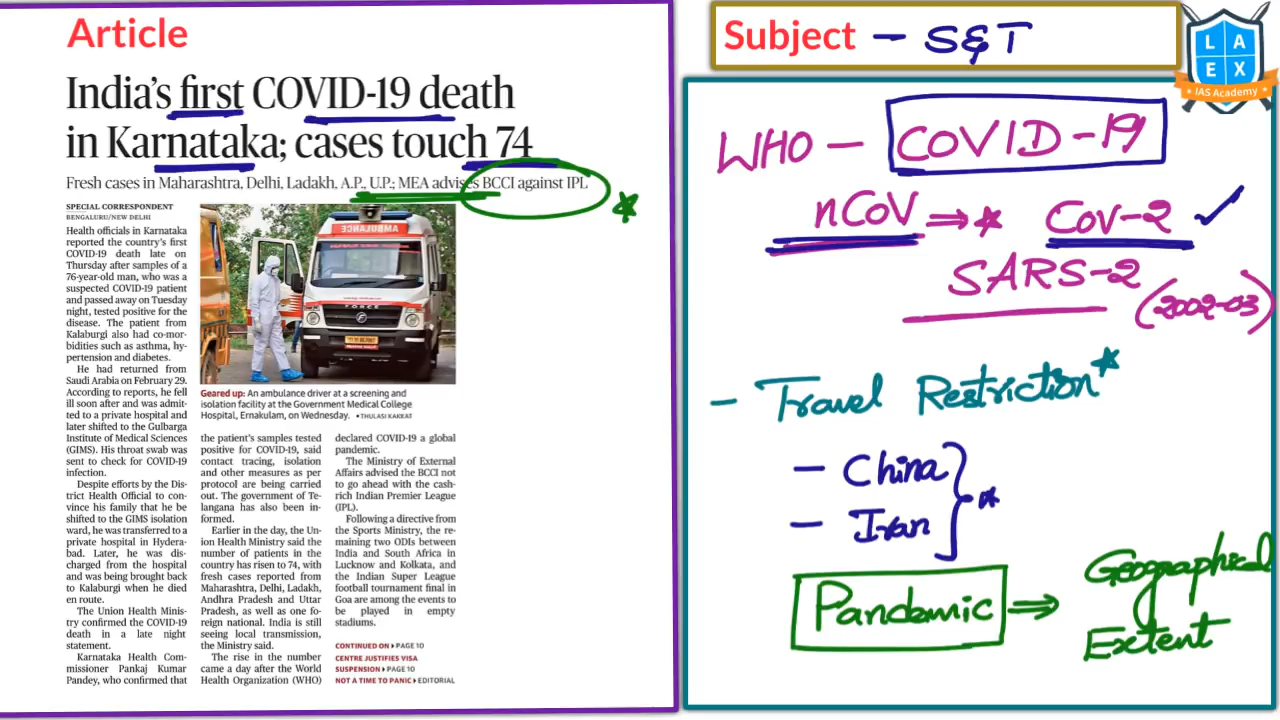 Article
India's first COVID-19 death
in Karnataka; cases touch 74
Fresh cases in Maharashtra, Delhi, Ladakh, A.P., U.P.; MEA advises BCCI against IPL
SPECIAL CORRESPONDENT
BENGALURU/NEW DELHI
Health officials in Karnataka
reported the country's first
COVID-19 death late on
Thursday after samples of a
76-year-old man, who was a
suspected COVID-19 patient
and passed away on Tuesday
night, tested positive for the
disease. The patient from
Kalaburgi also had co-mor-
bidities such as asthma, hy-
pertension and diabetes.
He had returned from
Saudi Arabia on February 29.
According to reports, he fell
ill soon after and was admit-
ted to a private hospital and
later shifted to the Gulbarga
Institute of Medical Sciences
(GIMS). His throat swab was
sent to check for COVID-19
infection.
Despite efforts by the Dis-
trict Health Official to con-
vince his family that he be
shifted to the GIMS isolation
ward, he was transferred to a
private hospital in Hydera-
bad. Later, he was dis-
charged from the hospital
and was being brought back
to Kalaburgi when he died
en route.
The Union Health Minis-
try confirmed the COVID-19
death in a late night
statement.
Karnataka Health Com-
missioner Pankaj Kumar
Pandey, who confirmed that
AMBULANCE
FORCE
Geared up: An ambulance driver at a screening and
isolation facility at the Government Medical College
Hospital, Ernakulam, on Wednesday. • THULASI KAKKAT
the patient's samples tested
positive for COVID-19, said
contact tracing, isolation
and other measures as per
protocol are being carried
out. The government of Te-
langana has also been in-
formed.
Earlier in the day, the Un-
ion Health Ministry said the
number of patients in the
country has risen to 74, with
fresh cases reported from
Maharashtra, Delhi, Ladakh,
Andhra Pradesh and Uttar
Pradesh, as well as one fo-
reign national. India is still
seeing local transmission,
the Ministry said.
The rise in the number
came a day after the World
Health Organization (WHO)
declared COVID-19 a global
pandemic.
The Ministry of External
Affairs advised the BCCI not
to go ahead with the cash-
rich Indian Premier League
(IPL).
Following a directive from
the Sports Ministry, the re-
maining two ODIs between
India and South Africa in
Lucknow and Kolkata, and
the Indian Super League
football tournament final in
Goa are among the events to
be played in empty
stadiums.
CONTINUED ON ▸ PAGE 10
CENTRE JUSTIFIES VISA
SUSPENSION ▸ PAGE 10
NOT A TIME TO PANIC ▸ EDITORIAL
Subject - S&T
LA
EX
IAS Academy
WHO - COVID-19
nCoV ⇒ * Cov-2 ✓
SARS-2
(2002-03)
- Travel Restriction*
- China
- Iran
Pandemic ⇒ Geographical
Extent